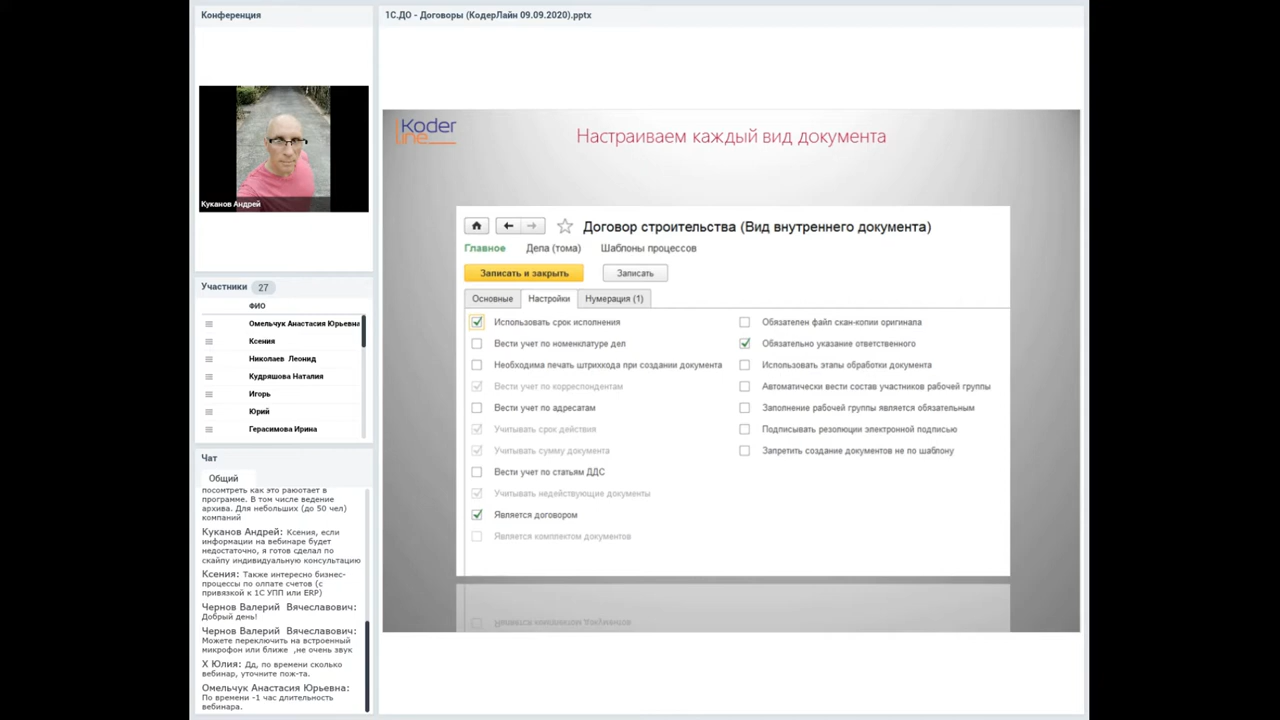 Конференция
1С.ДО - Договоры (КодерЛайн 09.09.2020).pptx
Куканов Андрей
Участники 27
ФИО
Омельчук Анастасия Юрьевна
Ксения
Николаев Леонид
Кудряшова Наталия
Игорь
Юрий
Герасимова Ирина
Чат
Общий
посмотреть как это раюотает в
программе. В том числе ведение
архива. Для небольших (до 50 чел)
компаний
Куканов Андрей: Ксения, если
информации на вебинаре будет
недостаточно, я готов сделал по
скайпу индивидуальную консультацию
Ксения: Также интересно бизнес-
процессы по олпате счетов (с
привязкой к 1С УПП или ERP)
Чернов Валерий Вячеславович:
Добрый день!
Чернов Валерий Вячеславович:
Можете переключить на встроенный
микрофон или ближе ,не очень звук
Х Юлия: Дд, по времени сколько
вебинар, уточните пож-та.
Омельчук Анастасия Юрьевна:
По времени -1 час длительность
вебинара.
Koder
line
Настраиваем каждый вид документа
Договор строительства (Вид внутреннего документа)
Главное Дела (тома) Шаблоны процессов
Записать и закрыть Записать
Основные Настройки Нумерация (1)
Использовать срок исполнения
Вести учет по номенклатуре дел
Необходима печать штрихкода при создании документа
Вести учет по корреспондентам
Вести учет по адресатам
Учитывать срок действия
Учитывать сумму документа
Вести учет по статьям ДДС
Учитывать недействующие документы
Является договором
Является комплектом документов
Обязателен файл скан-копии оригинала
Обязательно указание ответственного
Использовать этапы обработки документа
Автоматически вести состав участников рабочей группы
Заполнение рабочей группы является обязательным
Подписывать резолюции электронной подписью
Запретить создание документов не по шаблону